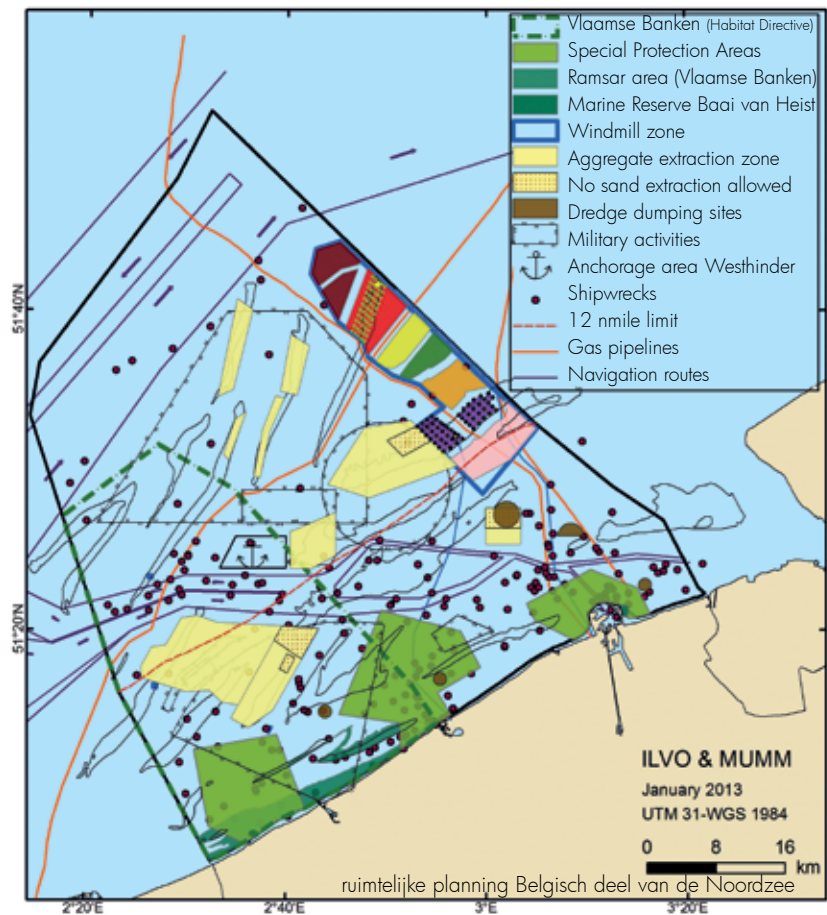 Vlaamse Banken (Habitat Directive)
Special Protection Areas
Ramsar area (Vlaamse Banken)
Marine Reserve Baai van Heist
Windmill zone
Aggregate extraction zone
No sand extraction allowed
Dredge dumping sites
Military activities
Anchorage area Westhinder
Shipwrecks
12 nmile limit
Gas pipelines
Navigation routes
51°40'N
51°20'N
ILVO & MUMM
January 2013
UTM 31-WGS 1984
0 8 16
km
ruimtelijke planning Belgisch deel van de Noordzee
2°20'E 2°40'E 3°E 3°20'E